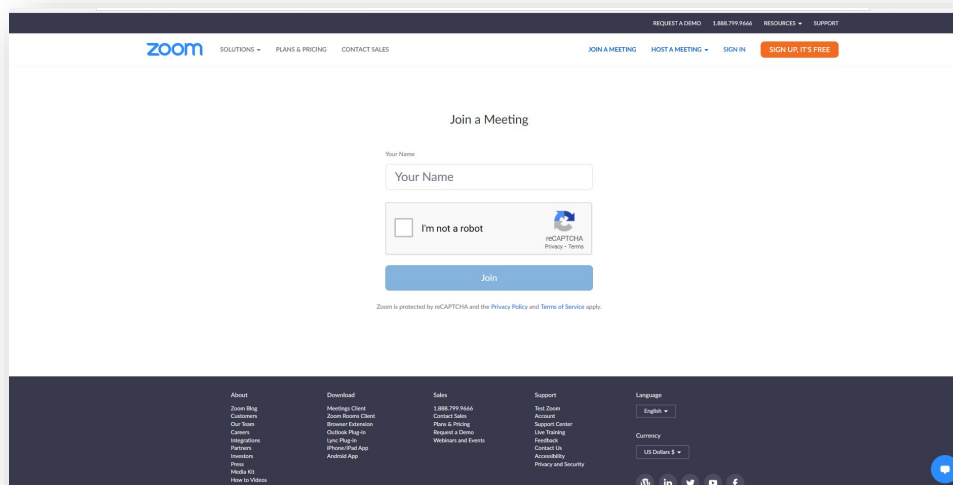 REQUEST A DEMO 1.888.799.9666 RESOURCES SUPPORT
zoom SOLUTIONS PLANS & PRICING CONTACT SALES JOIN A MEETING HOST A MEETING SIGN IN SIGN UP, IT'S FREE
Join a Meeting
Your Name
Your Name
I'm not a robot
reCAPTCHA
Privacy - Terms
Join
Zoom is protected by reCAPTCHA and the Privacy Policy and Terms of Service apply.
About
Zoom Blog
Customers
Our Team
Careers
Integrations
Partners
Investors
Press
Media Kit
How to Videos
Download
Meetings Client
Zoom Rooms Client
Browser Extension
Outlook Plug-in
Lync Plug-in
iPhone/iPad App
Android App
Sales
1.888.799.9666
Contact Sales
Plans & Pricing
Request a Demo
Webinars and Events
Support
Test Zoom
Account
Support Center
Live Training
Feedback
Contact Us
Accessibility
Privacy and Security
Language
English
Currency
US Dollars $